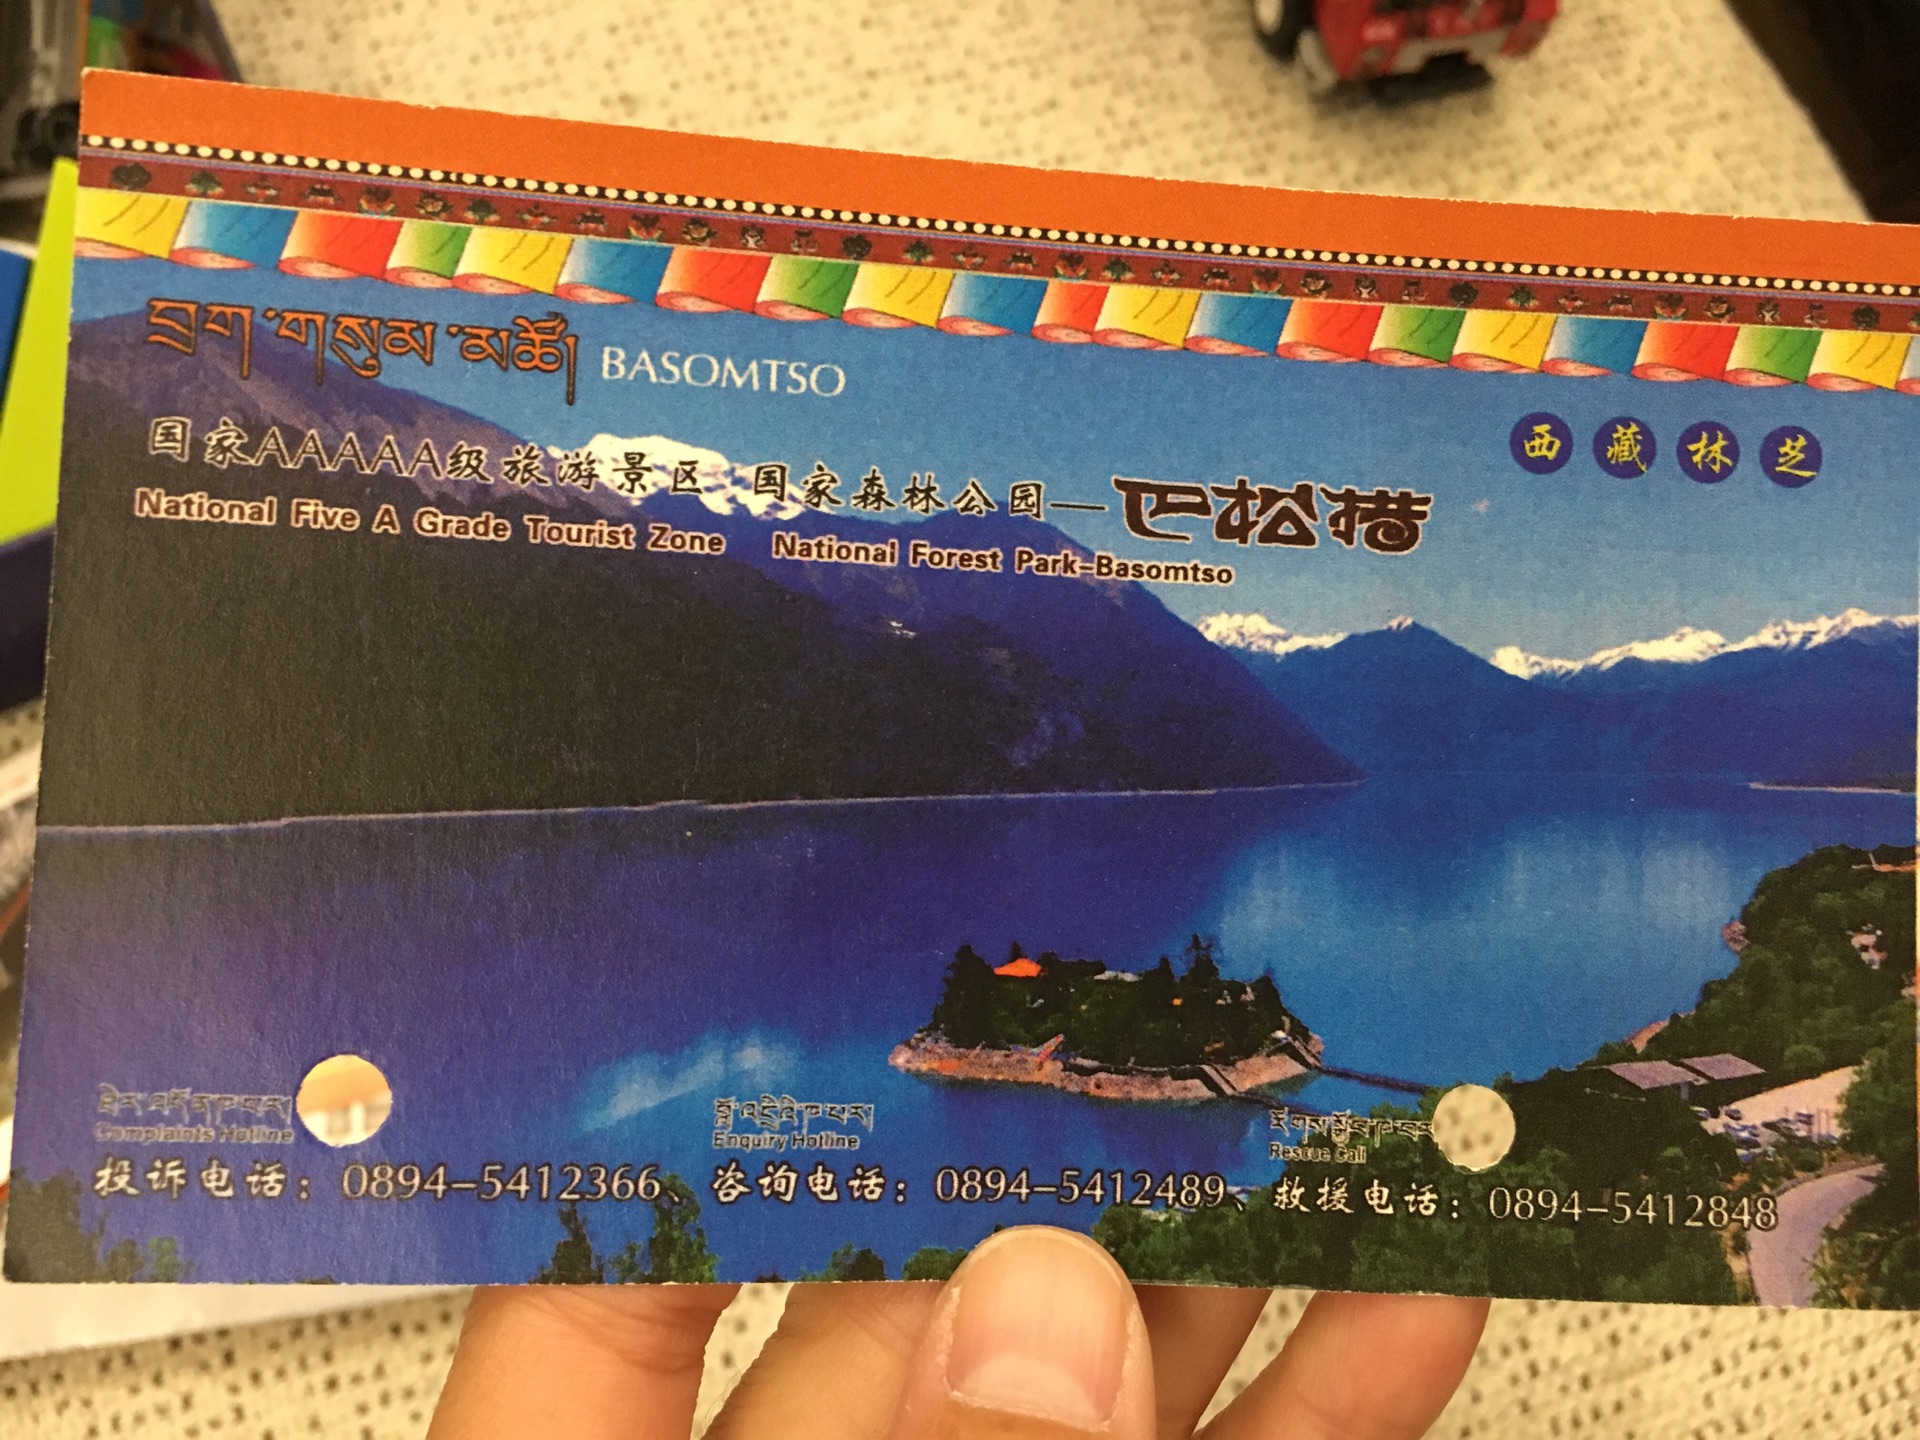 བྲག་གསུམ་མཚོ། BASOMTSO
西藏林芝
国家AAAAA级旅游景区 国家森林公园—巴松措
National Five A Grade Tourist Zone National Forest Park-Basomtso
Complaints Hotline Enquiry Hotline Rescue Call
投诉电话：0894-5412366、咨询电话：0894-5412489、救援电话：0894-5412848